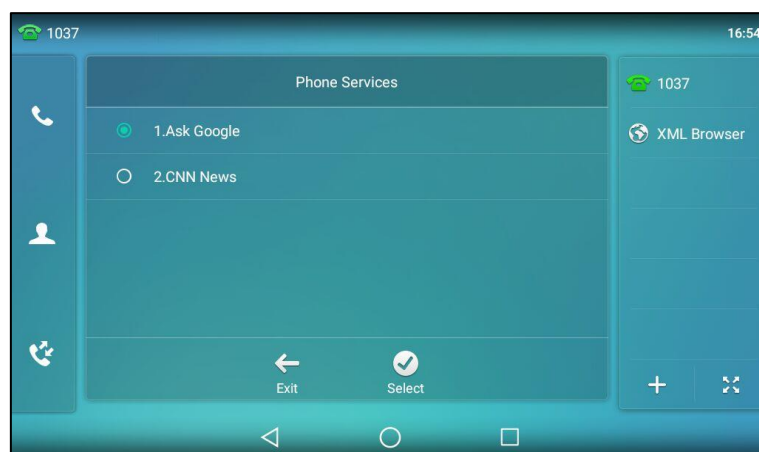 1037
16:54
Phone Services
1.Ask Google
2.CNN News
Exit
Select
1037
XML Browser